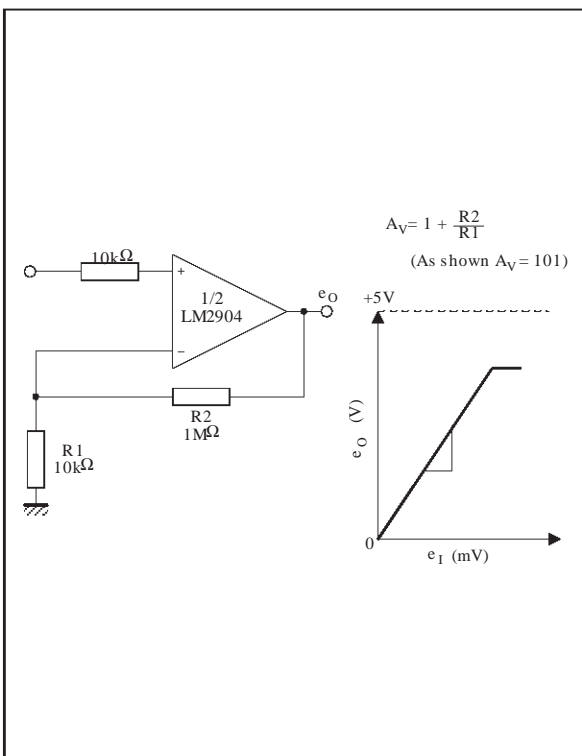 10kΩ
+
1/2
LM2904
−
e_O
R2
1MΩ
R1
10kΩ
A_V = 1 + R2/R1
(As shown A_V = 101)
+5V
e_O (V)
0
e_I (mV)